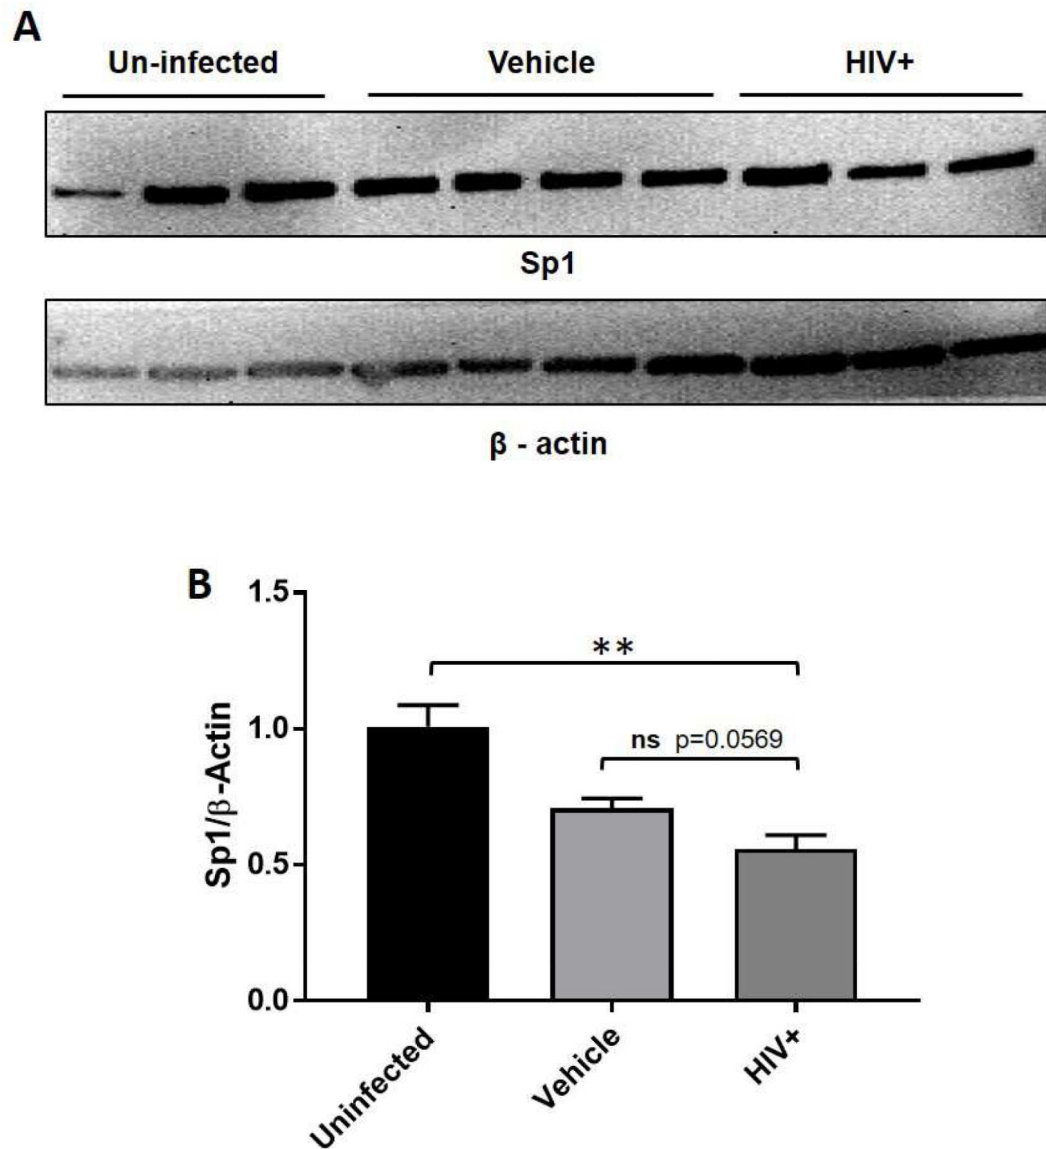 A
Un-infected Vehicle HIV+
Sp1
β - actin
B
1.5
**
1.0
ns p=0.0569
Sp1/β-Actin
0.5
0.0
Uninfected Vehicle HIV+